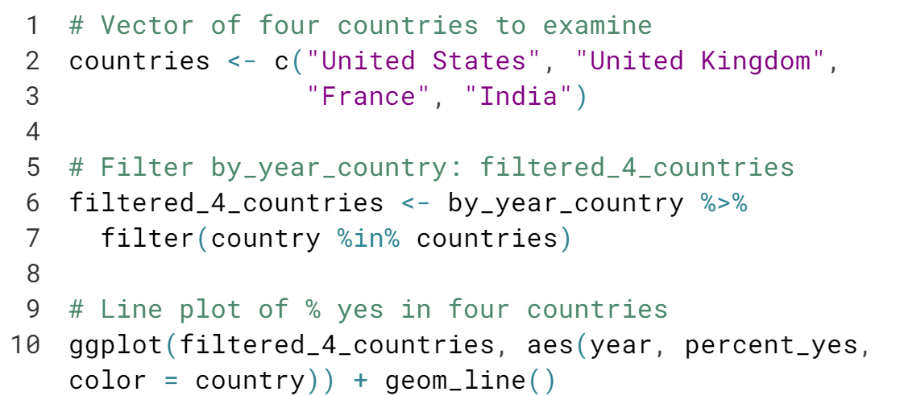 1 # Vector of four countries to examine
2 countries <- c("United States", "United Kingdom",
3 "France", "India")
4
5 # Filter by_year_country: filtered_4_countries
6 filtered_4_countries <- by_year_country %>%
7 filter(country %in% countries)
8
9 # Line plot of % yes in four countries
10 ggplot(filtered_4_countries, aes(year, percent_yes,
color = country)) + geom_line()